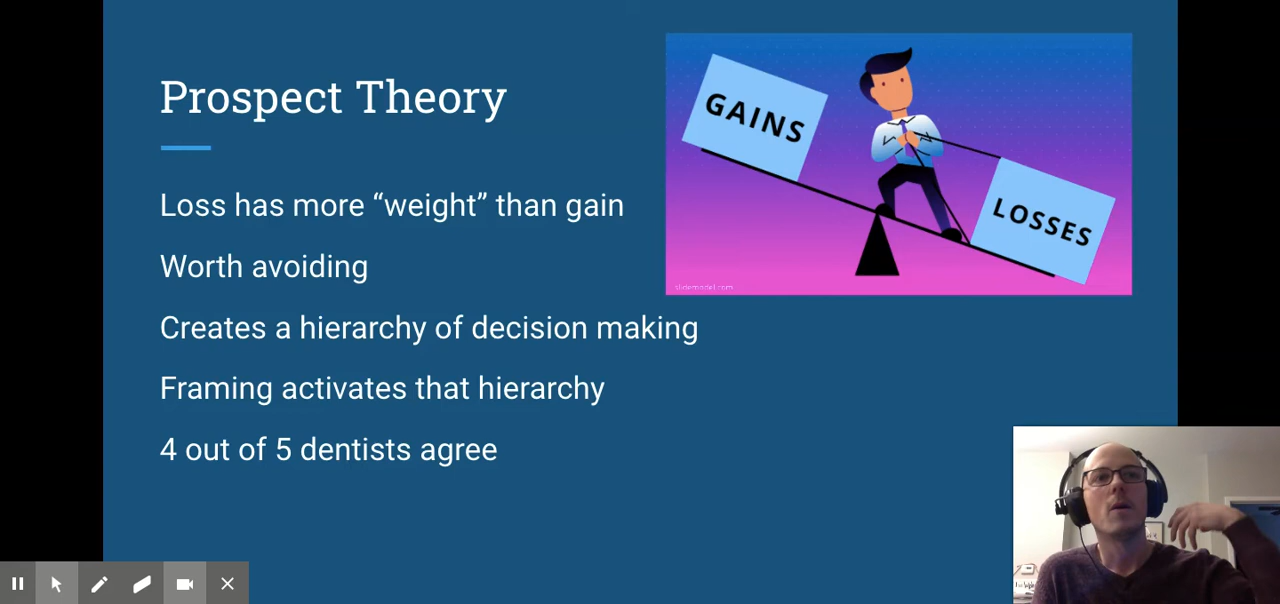 Prospect Theory
Loss has more “weight” than gain
Worth avoiding
Creates a hierarchy of decision making
Framing activates that hierarchy
4 out of 5 dentists agree
GAINS
LOSSES
slidemodel.com